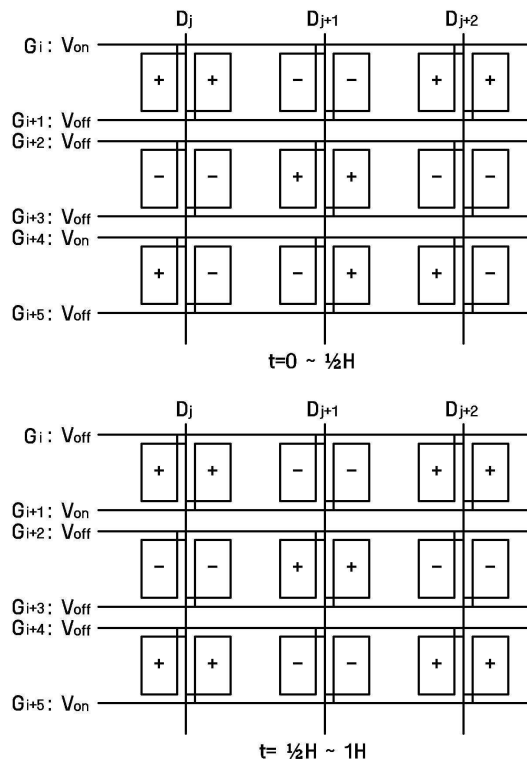 Dj Dj+1 Dj+2
Gi : Von
+ + − − + +
Gi+1: Voff
Gi+2: Voff
− − + + − −
Gi+3: Voff
Gi+4: Von
+ − − + + −
Gi+5: Voff
t=0 ~ ½H
Dj Dj+1 Dj+2
Gi : Voff
+ + − − + +
Gi+1: Von
Gi+2: Voff
− − + + − −
Gi+3: Voff
Gi+4: Voff
+ + − − + +
Gi+5: Von
t= ½H ~ 1H